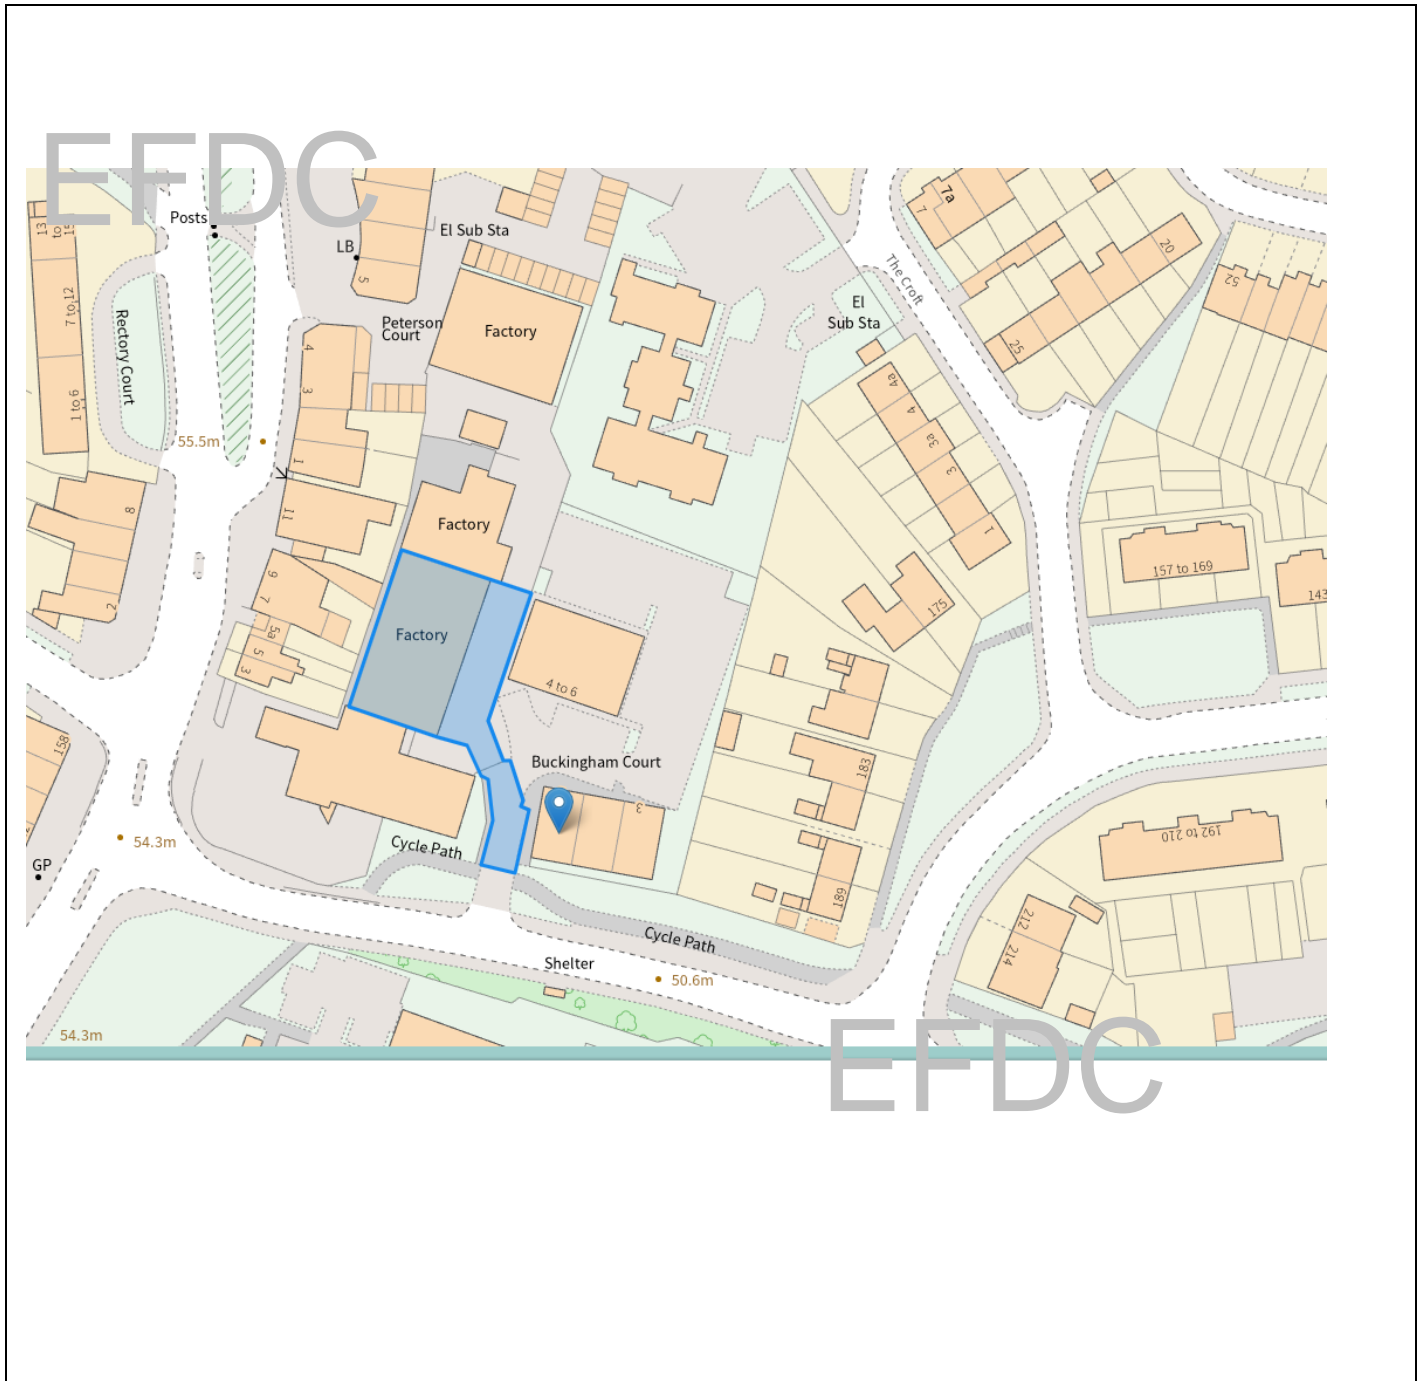 EFDC
Posts
13
to
15
7 to 12
1 to 6
Rectory Court
LB
5
El Sub Sta
Peterson
Court
Factory
4
3
1
55.5m
11
8
2
9
7
5a
5
3
Factory
Factory
4 to 6
Buckingham Court
3
The Croft
El
Sub Sta
7
7a
20
25
52
4a
4
3a
3
1
175
157 to 169
143
183
189
192 to 210
212
214
158
54.3m
GP
Cycle Path
Cycle Path
Shelter
50.6m
54.3m
EFDC